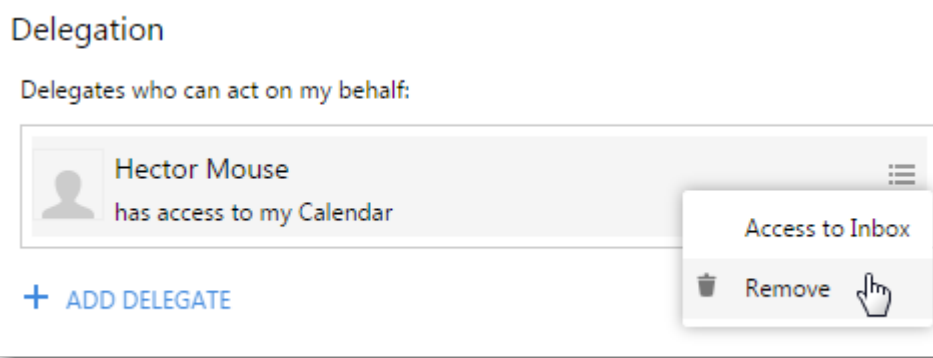 Delegation
Delegates who can act on my behalf:
Hector Mouse
has access to my Calendar
Access to Inbox
Remove
+ ADD DELEGATE